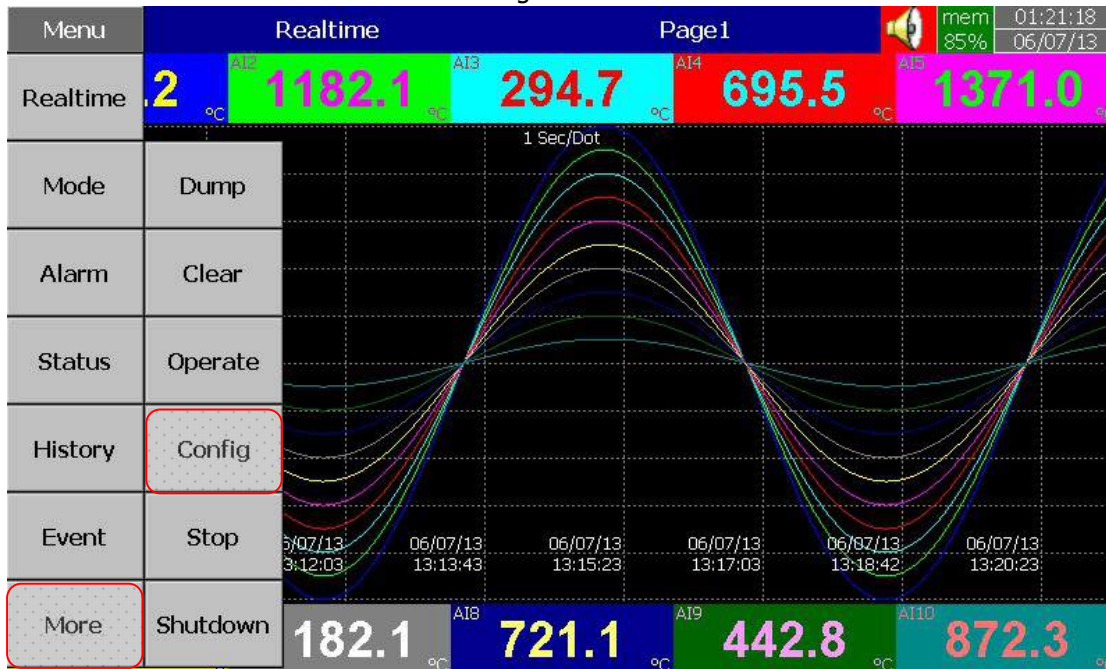 Menu
Realtime
Page1
mem
85%
01:21:18
06/07/13
Realtime
.2 °C
AI2
1182.1 °C
AI3
294.7 °C
AI4
695.5 °C
AI5
1371.0
1 Sec/Dot
Mode
Dump
Alarm
Clear
Status
Operate
History
Config
Event
Stop
/07/13
3:12:03
06/07/13
13:13:43
06/07/13
13:15:23
06/07/13
13:17:03
06/07/13
13:18:42
06/07/13
13:20:23
More
Shutdown
182.1 °C
AI8
721.1 °C
AI9
442.8 °C
AI10
872.3